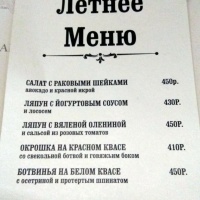 Летнее
Меню
САЛАТ С РАКОВЫМИ ШЕЙКАМИ 450р.
авокадо и красной икрой
ЛЯПУН С ЙОГУРТОВЫМ СОУСОМ 430Р.
и лососем
ЛЯПУН С ВЯЛЕНОЙ ОЛЕНИНОЙ 450Р.
и сальсой из розовых томатов
ОКРОШКА НА КРАСНОМ КВАСЕ 410Р.
со свекольной ботвой и говяжьим боком
БОТВИНЬЯ НА БЕЛОМ КВАСЕ 450Р.
с осетриной и протертым шпинатом